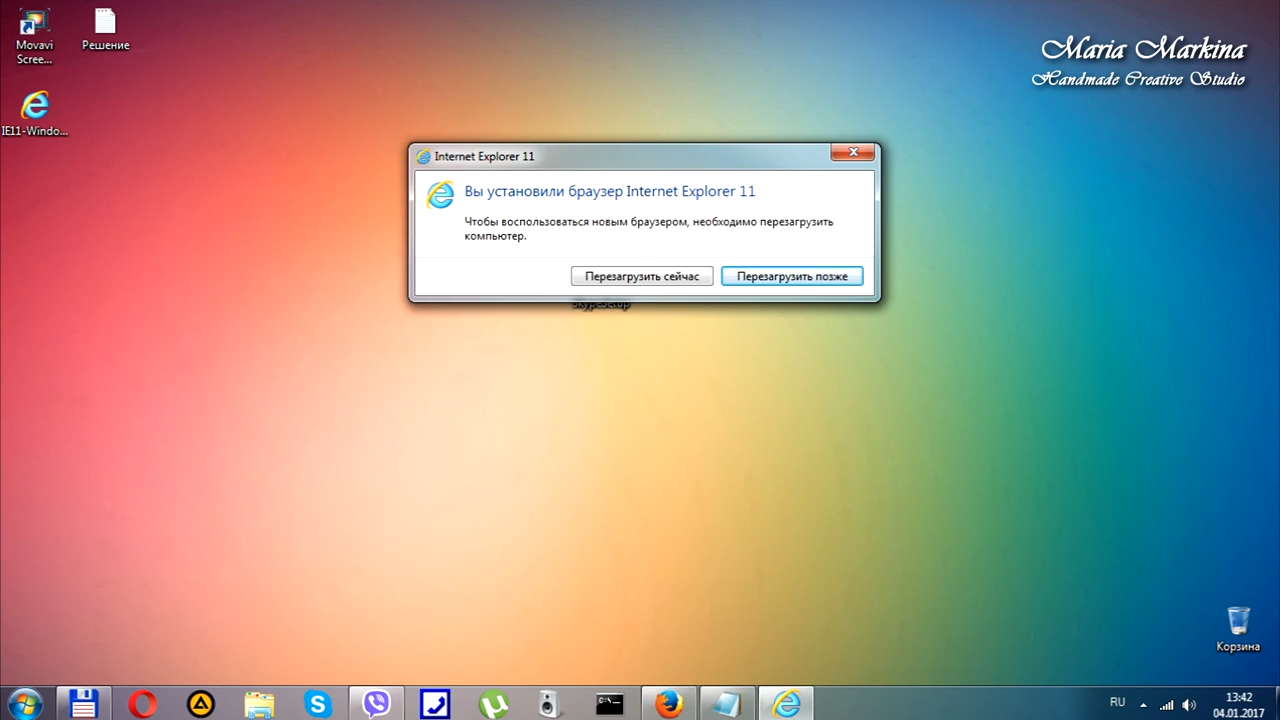 Movavi
Scree...
Решение
IE11-Windo...
Maria Markina
Handmade Creative Studio
Internet Explorer 11
Вы установили браузер Internet Explorer 11
Чтобы воспользоваться новым браузером, необходимо перезагрузить
компьютер.
Перезагрузить сейчас
Перезагрузить позже
SkypeSetup
Корзина
C:\
RU
13:42
04.01.2017